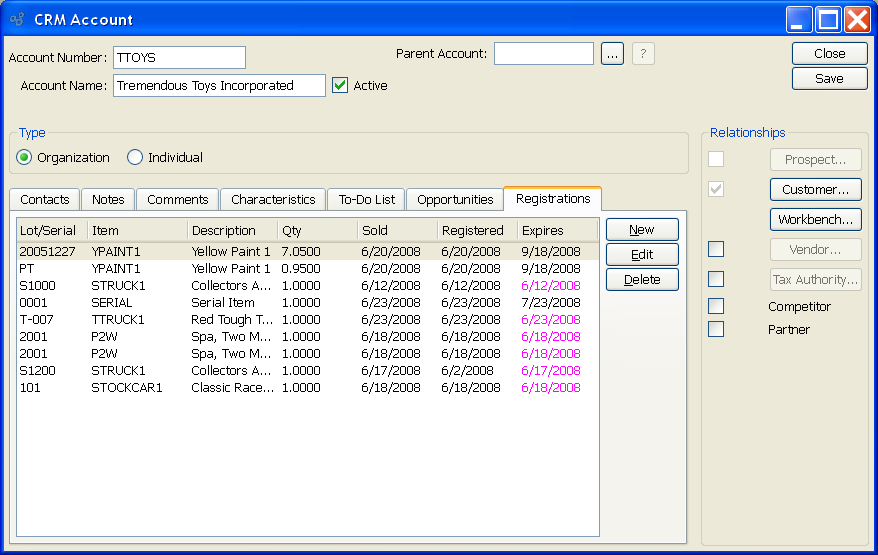 CRM Account
Account Number: TTOYS Parent Account: ... ? Close
Account Name: Tremendous Toys Incorporated Active Save
Type
Organization Individual
Relationships
Prospect...
Customer...
Workbench...
Vendor...
Tax Authority...
Competitor
Partner
Contacts Notes Comments Characteristics To-Do List Opportunities Registrations
Lot/Serial Item Description Qty Sold Registered Expires
20051227 YPAINT1 Yellow Paint 1 7.0500 6/20/2008 6/20/2008 9/18/2008
PT YPAINT1 Yellow Paint 1 0.9500 6/20/2008 6/20/2008 9/18/2008
S1000 STRUCK1 Collectors A... 1.0000 6/12/2008 6/12/2008 6/12/2008
0001 SERIAL Serial Item 1.0000 6/23/2008 6/23/2008 7/23/2008
T-007 TTRUCK1 Red Tough T... 1.0000 6/23/2008 6/23/2008 6/23/2008
2001 P2W Spa, Two M... 1.0000 6/18/2008 6/18/2008 6/18/2008
2001 P2W Spa, Two M... 1.0000 6/18/2008 6/18/2008 6/18/2008
S1200 STRUCK1 Collectors A... 1.0000 6/17/2008 6/2/2008 6/17/2008
101 STOCKCAR1 Classic Race... 1.0000 6/18/2008 6/18/2008 6/18/2008
New
Edit
Delete